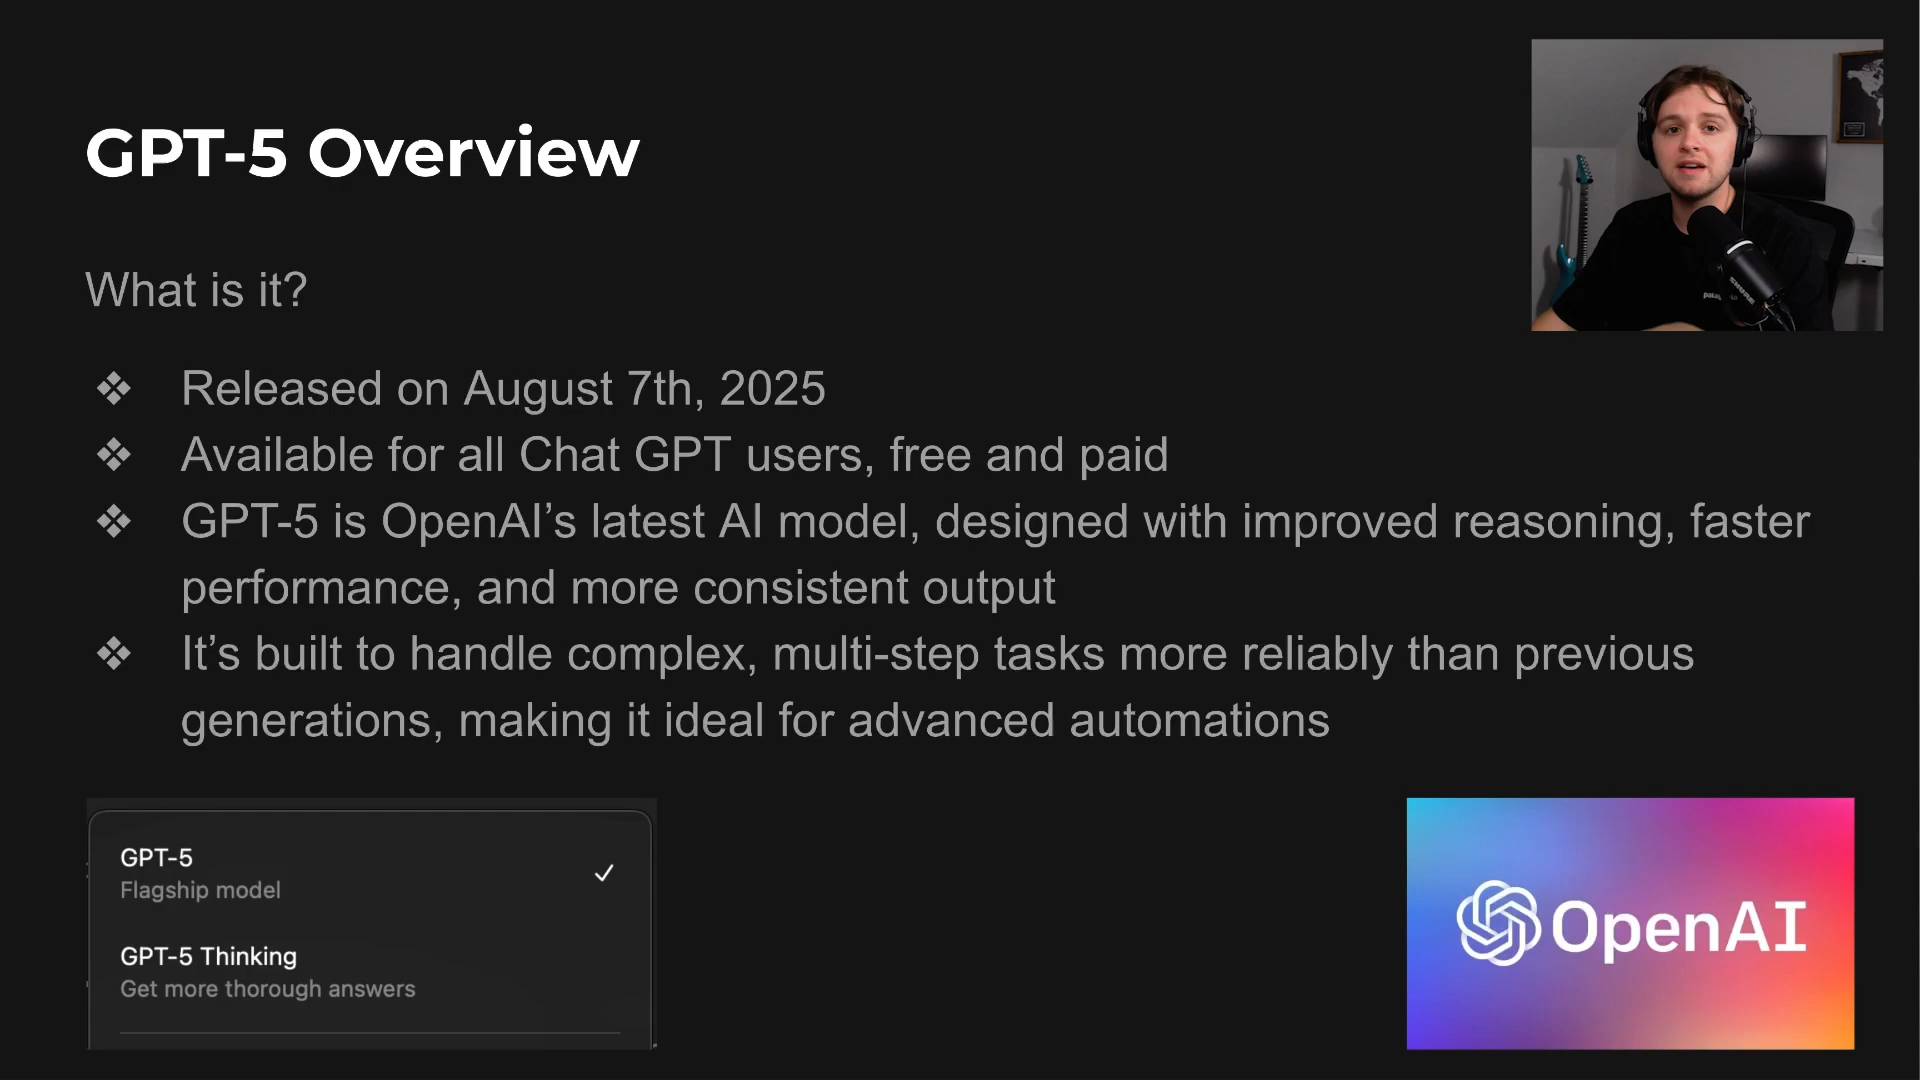 GPT-5 Overview
What is it?
❖ Released on August 7th, 2025
❖ Available for all Chat GPT users, free and paid
❖ GPT-5 is OpenAI’s latest AI model, designed with improved reasoning, faster
performance, and more consistent output
❖ It’s built to handle complex, multi-step tasks more reliably than previous
generations, making it ideal for advanced automations
GPT-5
Flagship model
GPT-5 Thinking
Get more thorough answers
OpenAI
SHURE